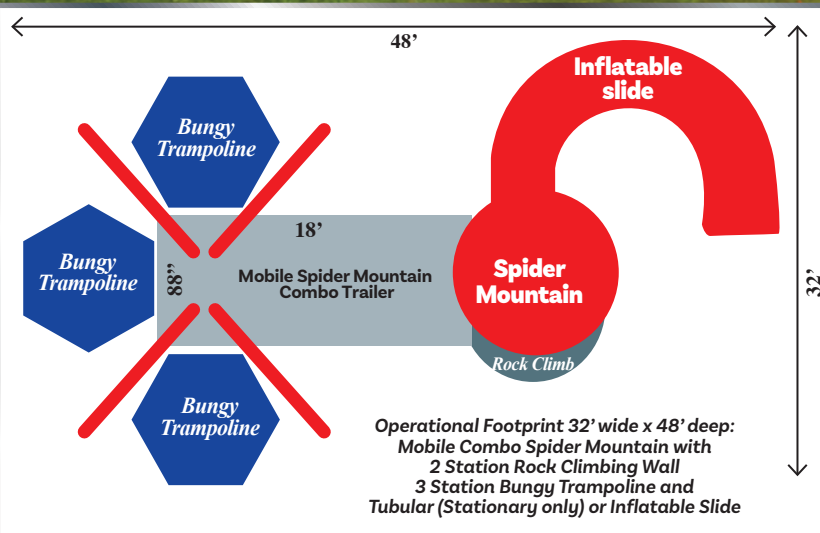 48’
Inflatable
slide
Bungy
Trampoline
18’
Bungy
Trampoline
88”
Mobile Spider Mountain
Combo Trailer
Spider
Mountain
32’
Rock Climb
Bungy
Trampoline
Operational Footprint 32’ wide x 48’ deep:
Mobile Combo Spider Mountain with
2 Station Rock Climbing Wall
3 Station Bungy Trampoline and
Tubular (Stationary only) or Inflatable Slide